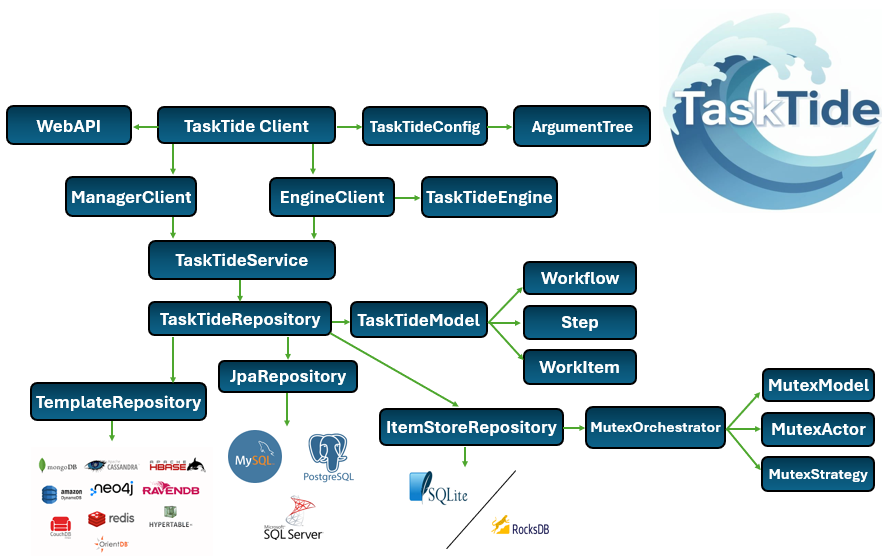 TaskTide
WebAPI
TaskTide Client
TaskTideConfig
ArgumentTree
ManagerClient
EngineClient
TaskTideEngine
TaskTideService
Workflow
TaskTideRepository
TaskTideModel
Step
WorkItem
JpaRepository
TemplateRepository
MutexModel
ItemStoreRepository
MutexOrchestrator
MutexActor
MutexStrategy
mongoDB
CASSANDRA
APACHE
HBASE
MySQL
PostgreSQL
SQLite
amazon
DynamoDB
neo4j
RAVENDB
CouchDB
redis
HYPERTABLE
OrientDB
Microsoft
SQL Server
RocksDB